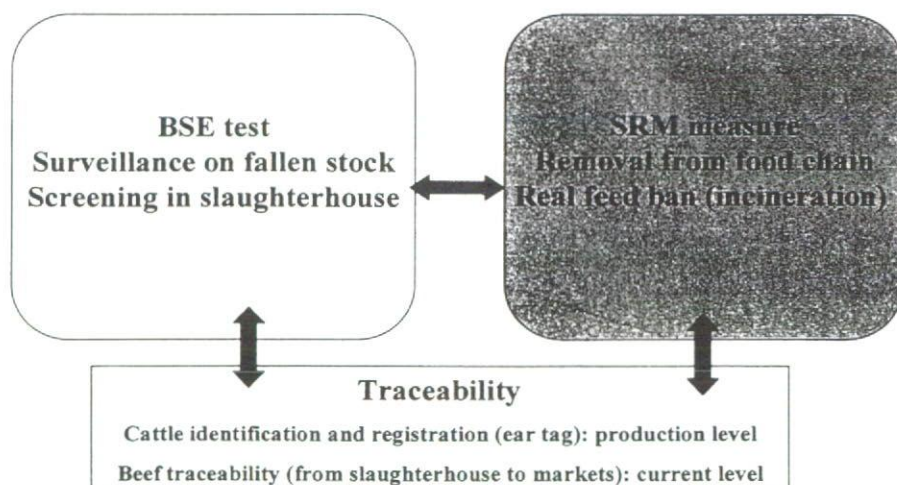 BSE test
Surveillance on fallen stock
Screening in slaughterhouse
SRM measure
Removal from food chain
Real feed ban (incineration)
Traceability
Cattle identification and registration (ear tag): production level
Beef traceability (from slaughterhouse to markets): current level